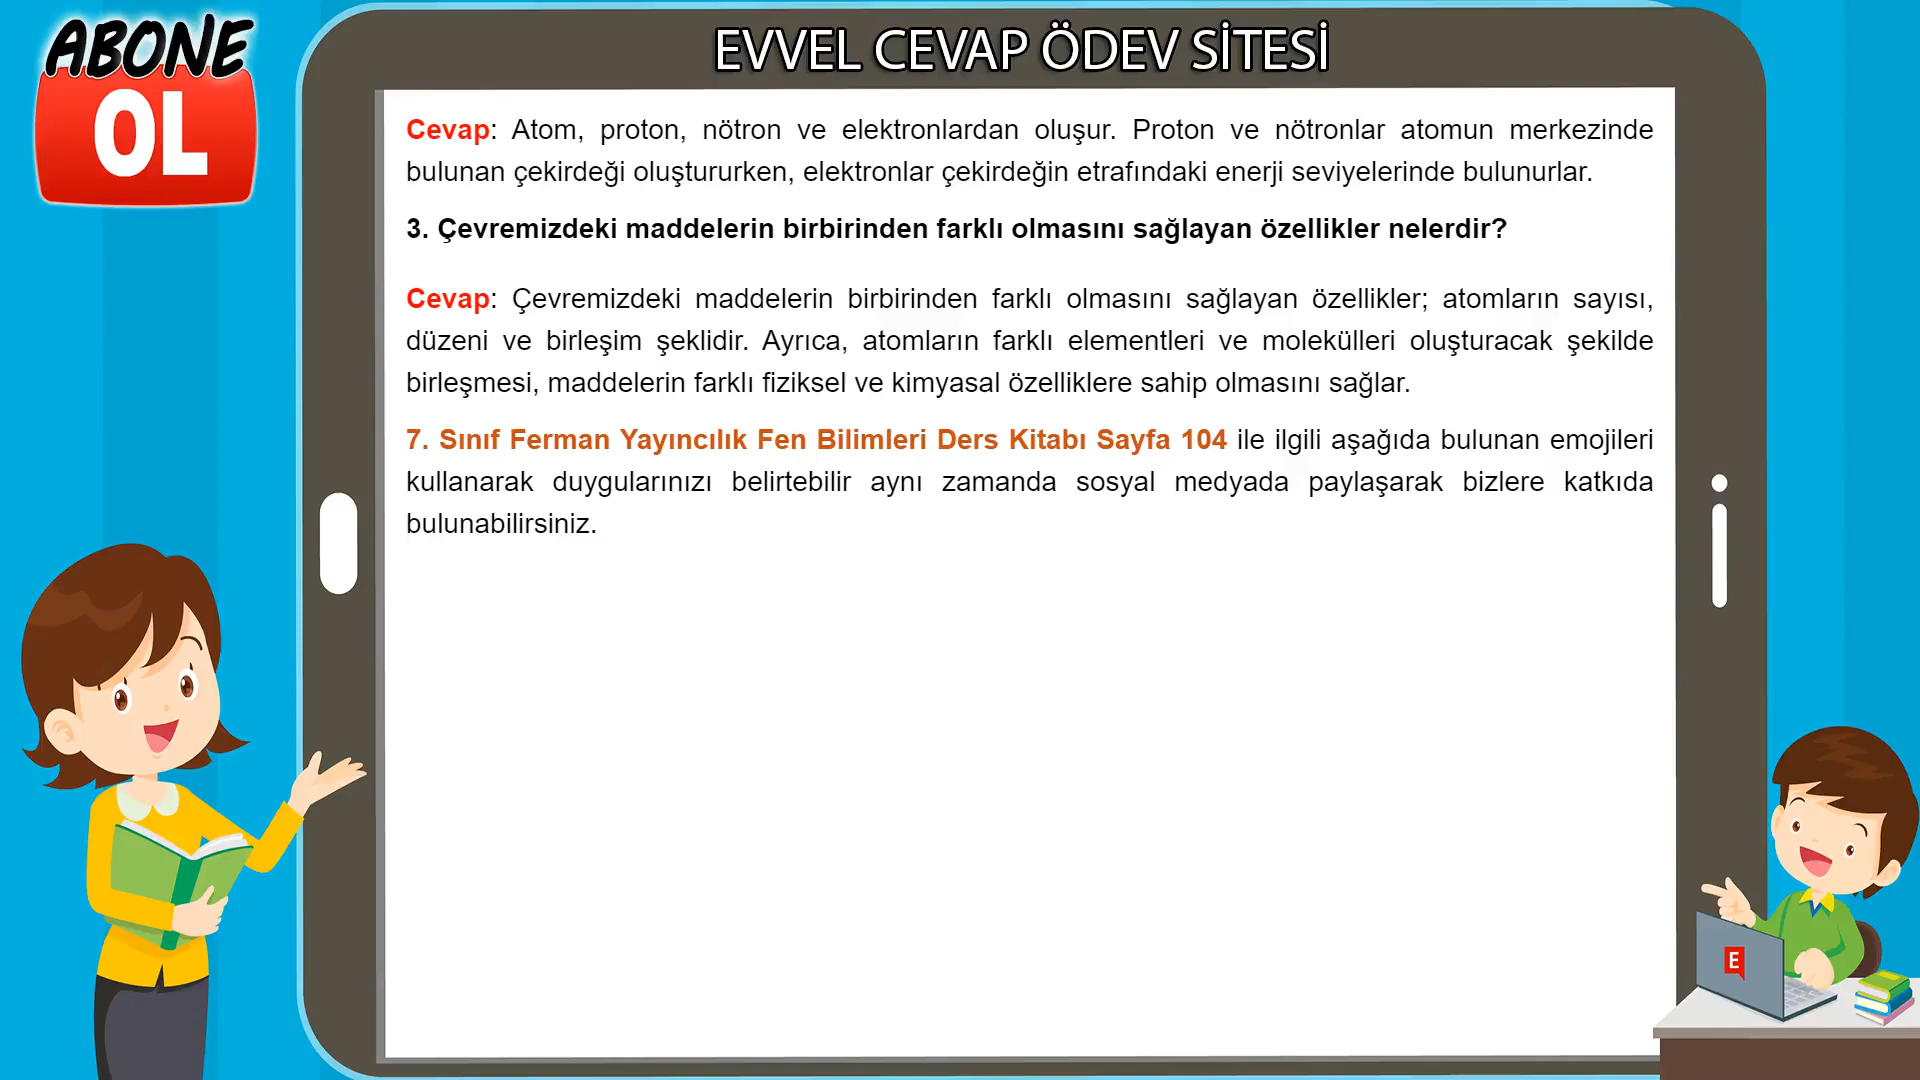 ABONE
OL
EVVEL CEVAP ÖDEV SİTESİ
Cevap: Atom, proton, nötron ve elektronlardan oluşur. Proton ve nötronlar atomun merkezinde
bulunan çekirdeği oluştururken, elektronlar çekirdeğin etrafındaki enerji seviyelerinde bulunurlar.
3. Çevremizdeki maddelerin birbirinden farklı olmasını sağlayan özellikler nelerdir?
Cevap: Çevremizdeki maddelerin birbirinden farklı olmasını sağlayan özellikler; atomların sayısı,
düzeni ve birleşim şeklidir. Ayrıca, atomların farklı elementleri ve molekülleri oluşturacak şekilde
birleşmesi, maddelerin farklı fiziksel ve kimyasal özelliklere sahip olmasını sağlar.
7. Sınıf Ferman Yayıncılık Fen Bilimleri Ders Kitabı Sayfa 104 ile ilgili aşağıda bulunan emojileri
kullanarak duygularınızı belirtebilir aynı zamanda sosyal medyada paylaşarak bizlere katkıda
bulunabilirsiniz.
E